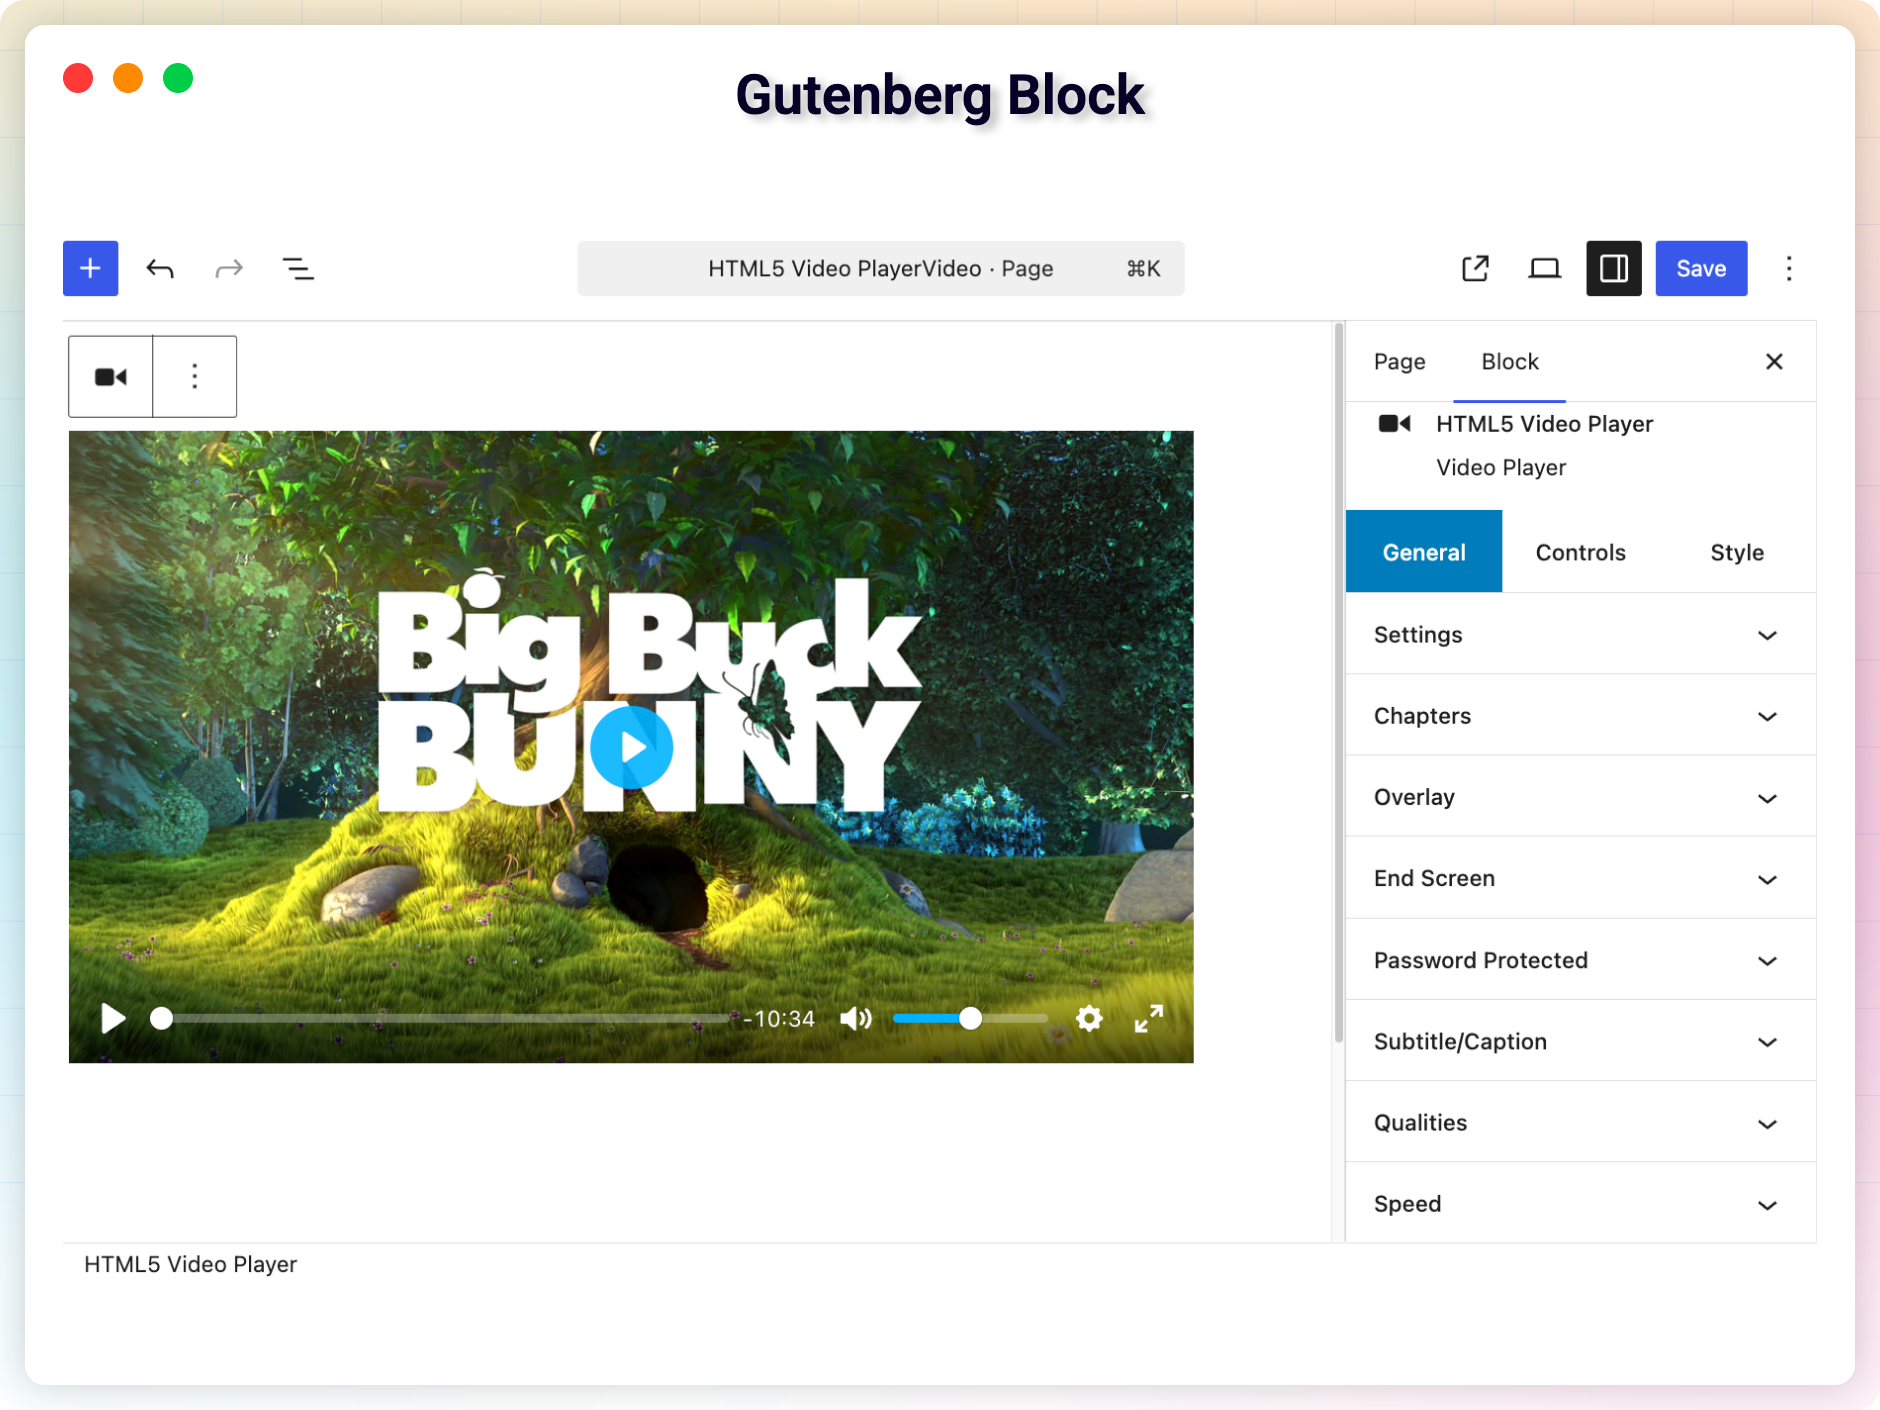 Gutenberg Block
HTML5 Video PlayerVideo · Page ⌘K
Save
Page Block
HTML5 Video Player
Video Player
General Controls Style
Settings
Chapters
Overlay
End Screen
Password Protected
Subtitle/Caption
Qualities
Speed
Big Buck
BUNNY
-10:34
HTML5 Video Player